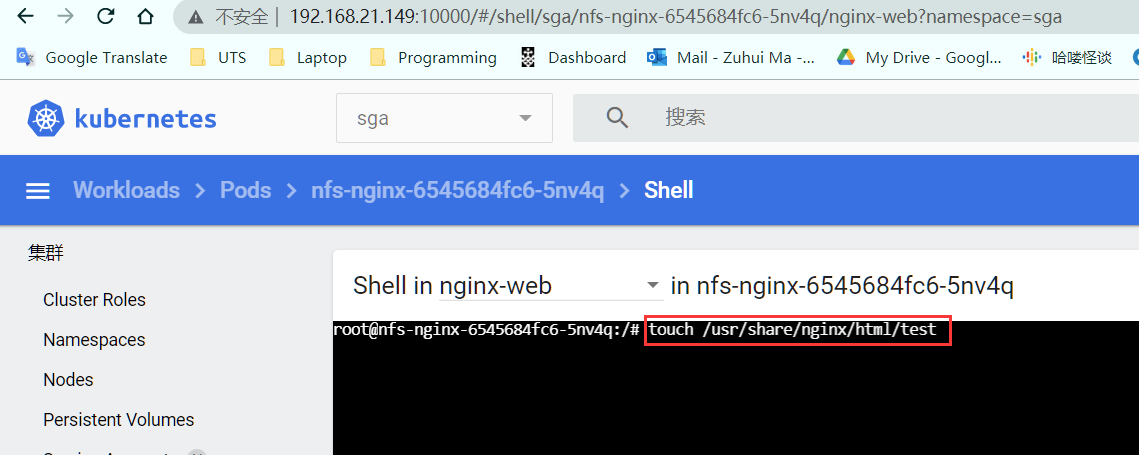 不安全 | 192.168.21.149:10000/#/shell/sga/nfs-nginx-6545684fc6-5nv4q/nginx-web?namespace=sga
Google Translate UTS Laptop Programming Dashboard Mail - Zuhui Ma -... My Drive - Googl... 哈喽怪谈
kubernetes sga 搜索
Workloads > Pods > nfs-nginx-6545684fc6-5nv4q > Shell
集群
Cluster Roles
Namespaces
Nodes
Persistent Volumes
Shell in nginx-web in nfs-nginx-6545684fc6-5nv4q
root@nfs-nginx-6545684fc6-5nv4q:/# touch /usr/share/nginx/html/test